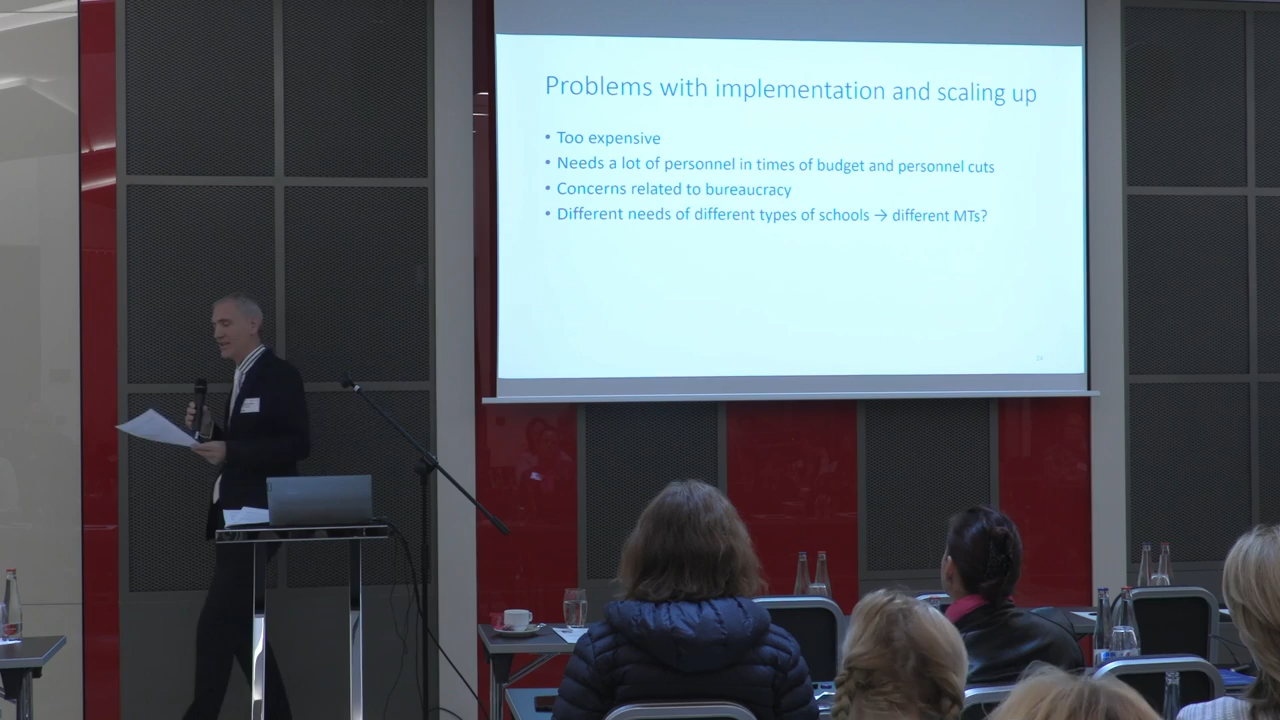 Problems with implementation and scaling up
• Too expensive
• Needs a lot of personnel in times of budget and personnel cuts
• Concerns related to bureaucracy
• Different needs of different types of schools → different MTs?